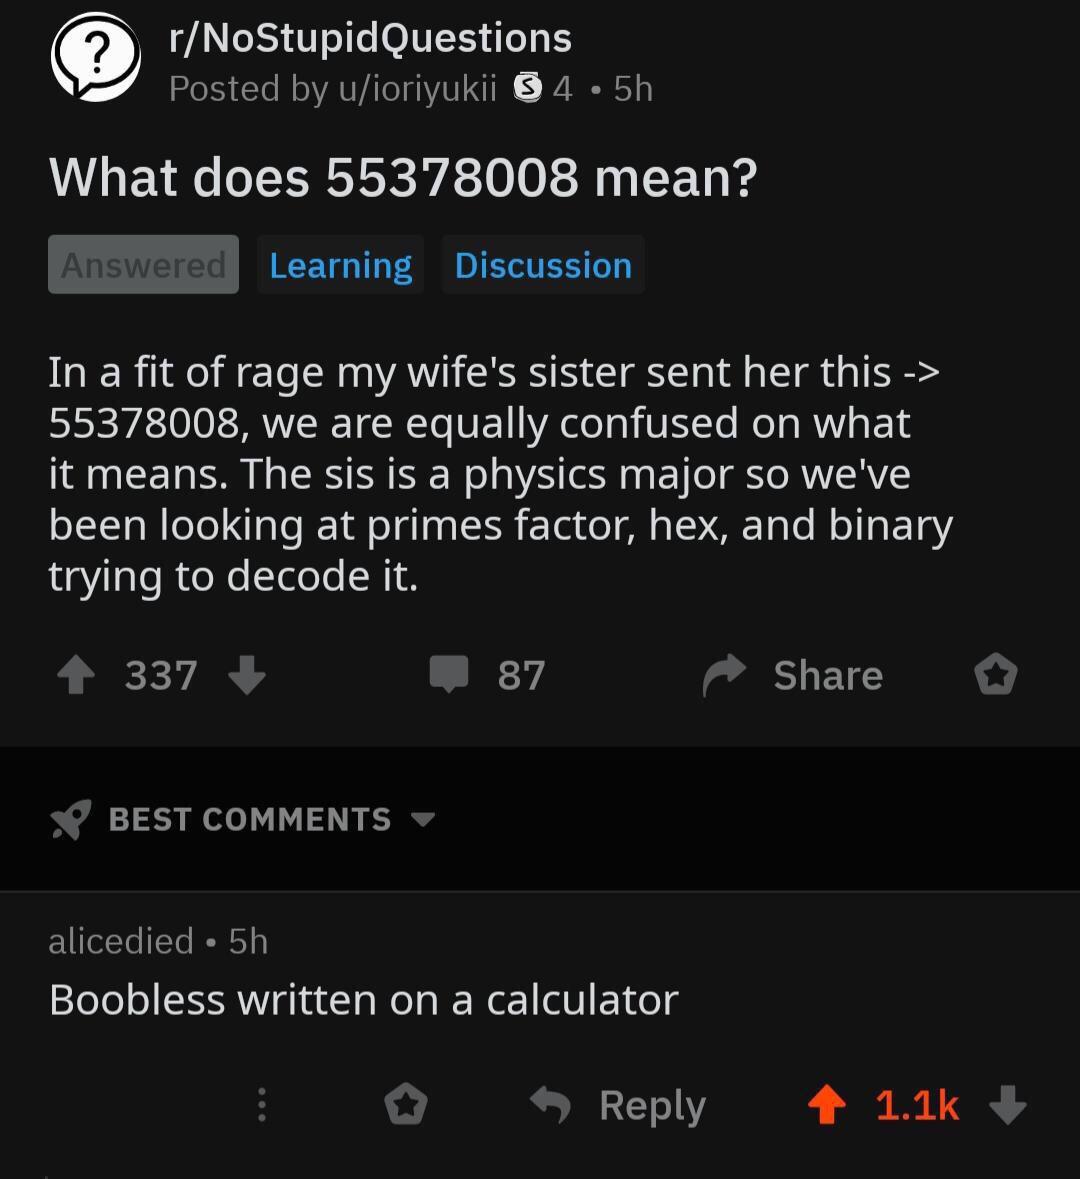 r/NoStupidQuestions
Posted by u/ioriyukii S 4 • 5h
What does 55378008 mean?
Answered Learning Discussion
In a fit of rage my wife's sister sent her this ->
55378008, we are equally confused on what
it means. The sis is a physics major so we've
been looking at primes factor, hex, and binary
trying to decode it.
337 87 Share
BEST COMMENTS
alicedied • 5h
Boobless written on a calculator
Reply 1.1k